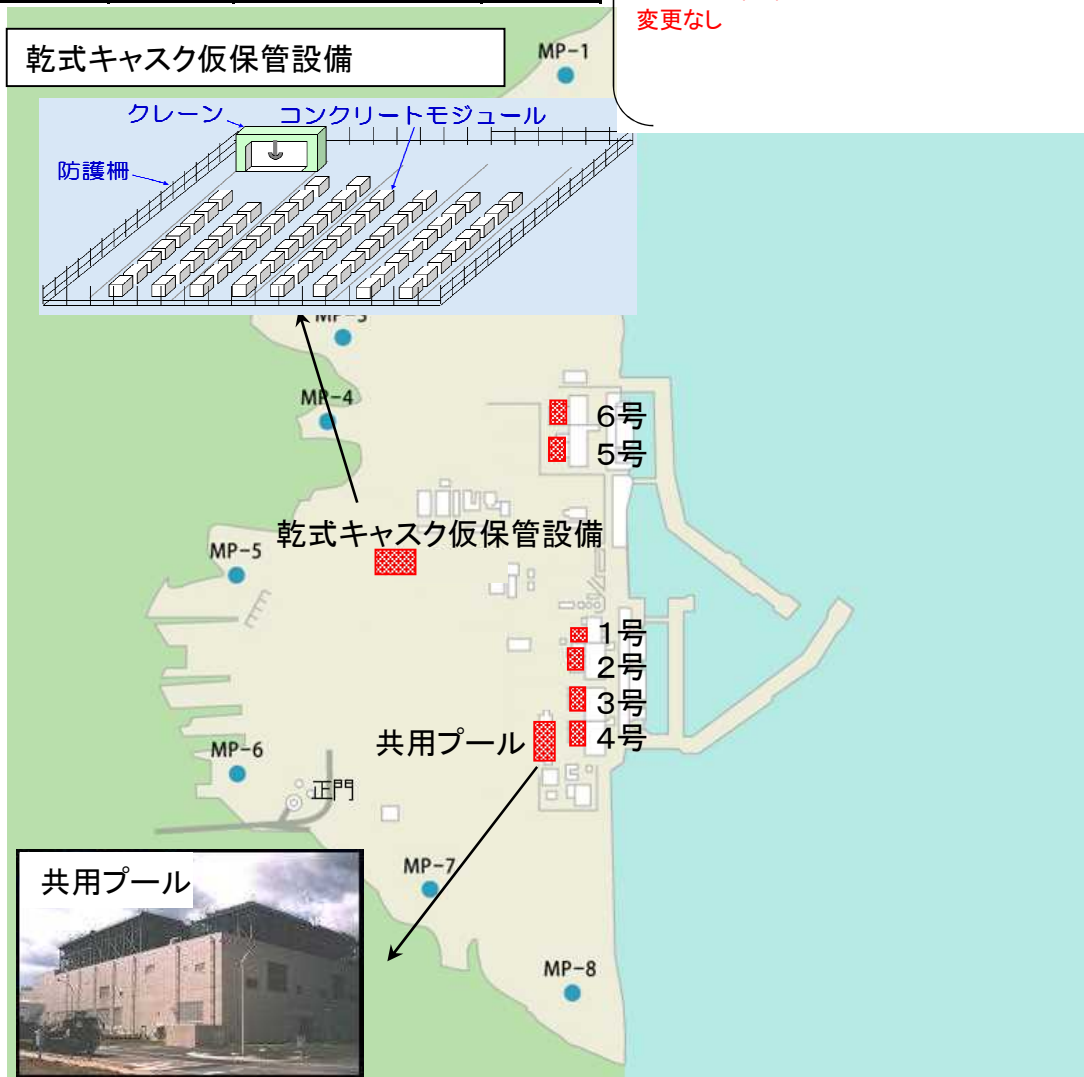 変更なし
乾式キャスク仮保管設備
MP-1
クレーン
コンクリートモジュール
防護柵
MP-3
MP-4
6号
5号
乾式キャスク仮保管設備
MP-5
1号
2号
3号
4号
共用プール
MP-6
正門
MP-7
共用プール
MP-8